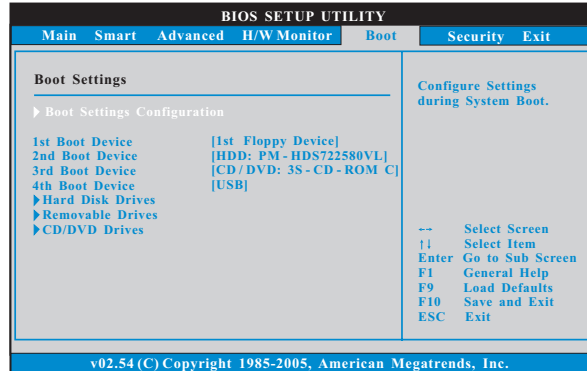 BIOS SETUP UTILITY
Main Smart Advanced H/W Monitor Boot Security Exit
Boot Settings
Boot Settings Configuration
1st Boot Device [1st Floppy Device]
2nd Boot Device [HDD: PM - HDS722580VL]
3rd Boot Device [CD / DVD: 3S - CD - ROM C]
4th Boot Device [USB]
Hard Disk Drives
Removable Drives
CD/DVD Drives
Configure Settings
during System Boot.
←→ Select Screen
↑↓ Select Item
Enter Go to Sub Screen
F1 General Help
F9 Load Defaults
F10 Save and Exit
ESC Exit
v02.54 (C) Copyright 1985-2005, American Megatrends, Inc.